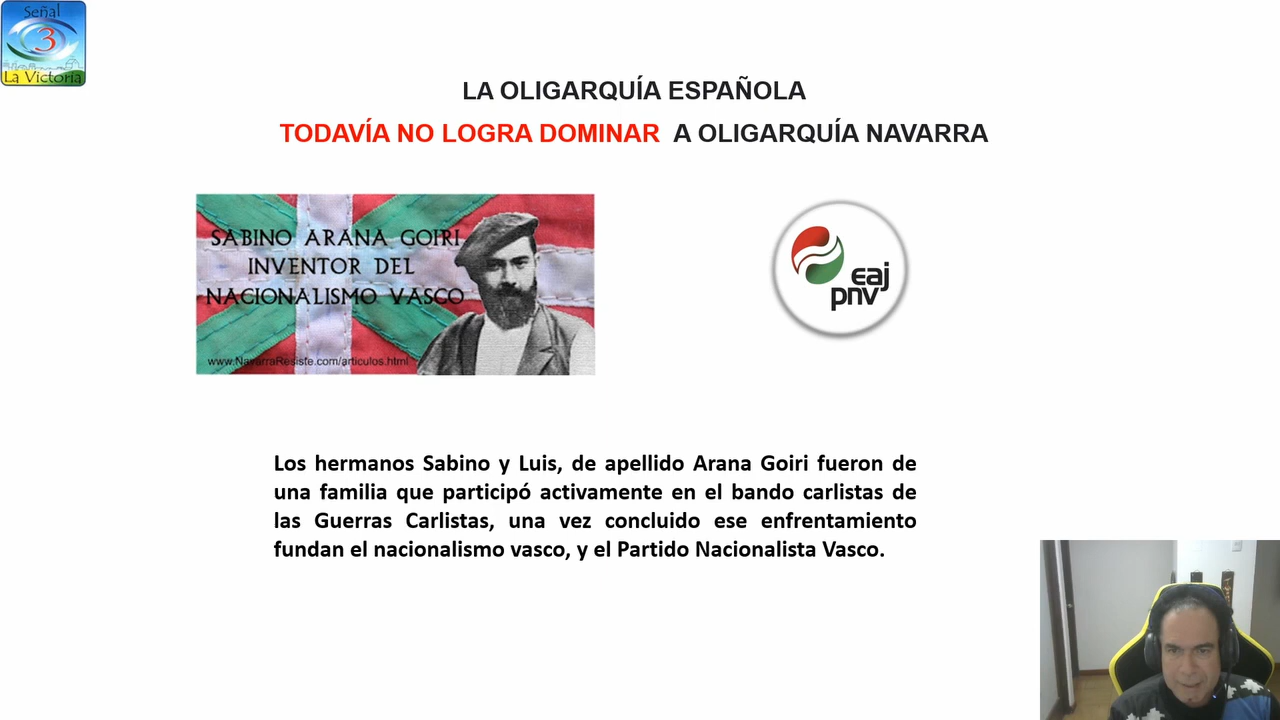 Señal
3
La Victoria
LA OLIGARQUÍA ESPAÑOLA
TODAVÍA NO LOGRA DOMINAR A OLIGARQUÍA NAVARRA
SABINO ARANA GOIRI
INVENTOR DEL
NACIONALISMO VASCO
www.NavarraResiste.com/articulos.html
eaj
pnv
Los hermanos Sabino y Luis, de apellido Arana Goiri fueron de
una familia que participó activamente en el bando carlistas de
las Guerras Carlistas, una vez concluido ese enfrentamiento
fundan el nacionalismo vasco, y el Partido Nacionalista Vasco.